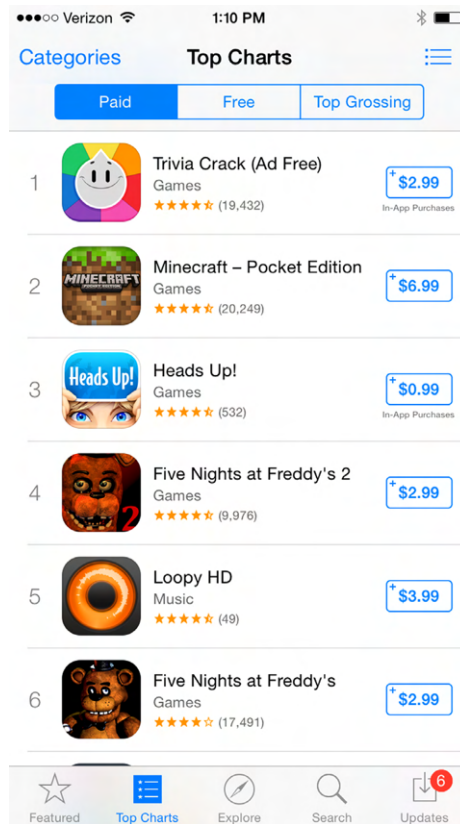 Verizon 1:10 PM
Categories Top Charts
Paid Free Top Grossing
1 Trivia Crack (Ad Free)
Games
(19,432)
+ $2.99
In-App Purchases
MINECRAFT
POCKET EDITION
2 Minecraft – Pocket Edition
Games
(20,249)
+ $6.99
Heads Up!
3 Heads Up!
Games
(532)
+ $0.99
In-App Purchases
2
4 Five Nights at Freddy's 2
Games
(9,976)
+ $2.99
5 Loopy HD
Music
(49)
+ $3.99
6 Five Nights at Freddy's
Games
(17,491)
+ $2.99
6
Featured Top Charts Explore Search Updates